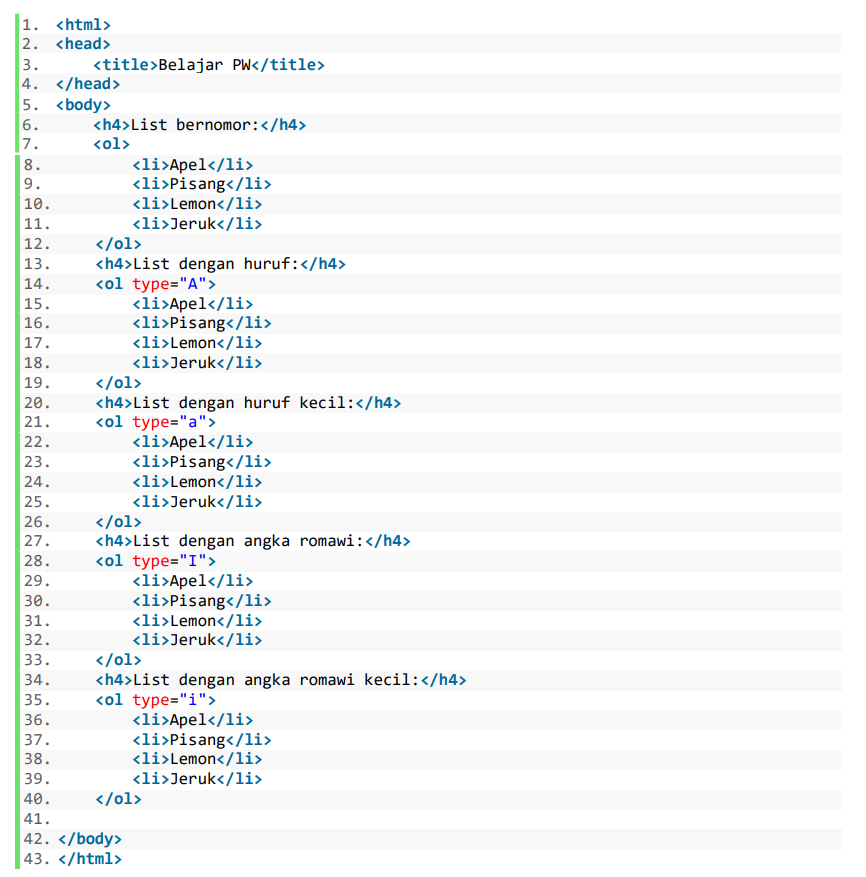 1. <html>
2. <head>
3.     <title>Belajar PW</title>
4. </head>
5. <body>
6.     <h4>List bernomor:</h4>
7.     <ol>
8.         <li>Apel</li>
9.         <li>Pisang</li>
10.         <li>Lemon</li>
11.         <li>Jeruk</li>
12.     </ol>
13.     <h4>List dengan huruf:</h4>
14.     <ol type="A">
15.         <li>Apel</li>
16.         <li>Pisang</li>
17.         <li>Lemon</li>
18.         <li>Jeruk</li>
19.     </ol>
20.     <h4>List dengan huruf kecil:</h4>
21.     <ol type="a">
22.         <li>Apel</li>
23.         <li>Pisang</li>
24.         <li>Lemon</li>
25.         <li>Jeruk</li>
26.     </ol>
27.     <h4>List dengan angka romawi:</h4>
28.     <ol type="I">
29.         <li>Apel</li>
30.         <li>Pisang</li>
31.         <li>Lemon</li>
32.         <li>Jeruk</li>
33.     </ol>
34.     <h4>List dengan angka romawi kecil:</h4>
35.     <ol type="i">
36.         <li>Apel</li>
37.         <li>Pisang</li>
38.         <li>Lemon</li>
39.         <li>Jeruk</li>
40.     </ol>
41.
42. </body>
43. </html>